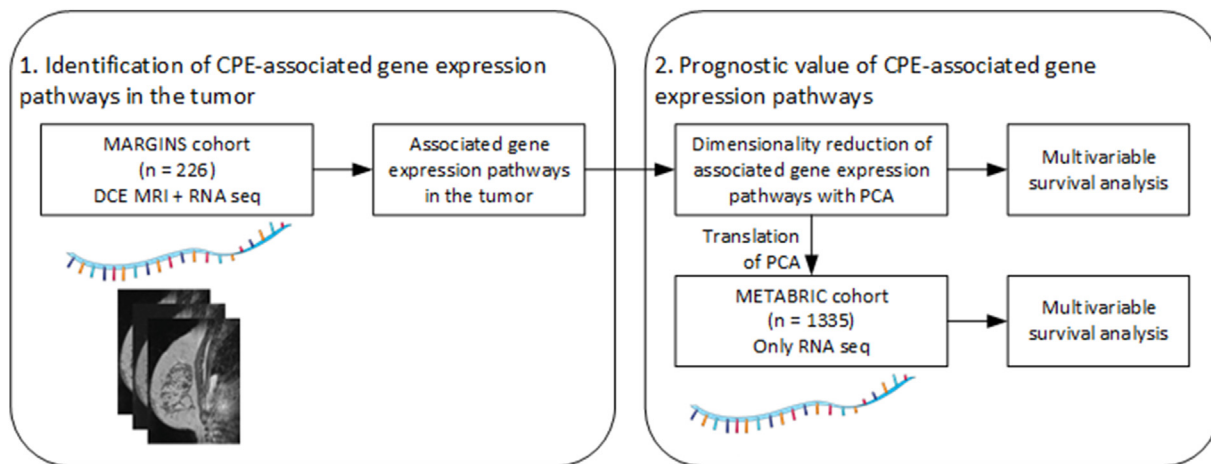 1. Identification of CPE-associated gene expression
pathways in the tumor
MARGINS cohort
(n = 226)
DCE MRI + RNA seq
Associated gene
expression pathways
in the tumor
2. Prognostic value of CPE-associated gene
expression pathways
Dimensionality reduction of
associated gene expression
pathways with PCA
Multivariable
survival analysis
Translation
of PCA
METABRIC cohort
(n = 1335)
Only RNA seq
Multivariable
survival analysis